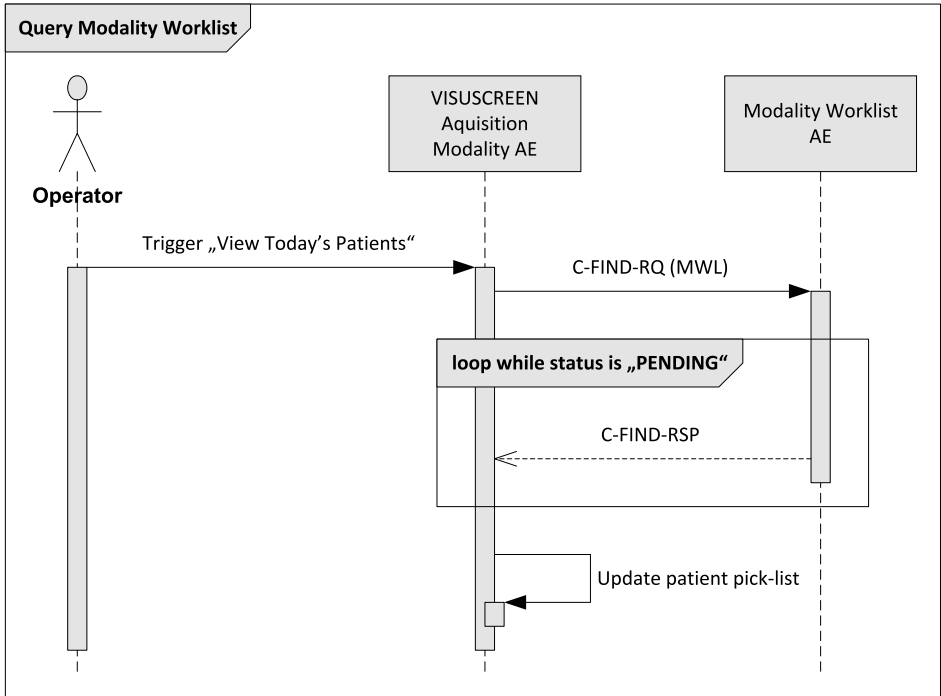 Query Modality Worklist
VISUSCREEN
Aquisition
Modality AE
Modality Worklist
AE
Operator
Trigger „View Today's Patients“
C-FIND-RQ (MWL)
loop while status is „PENDING“
C-FIND-RSP
Update patient pick-list